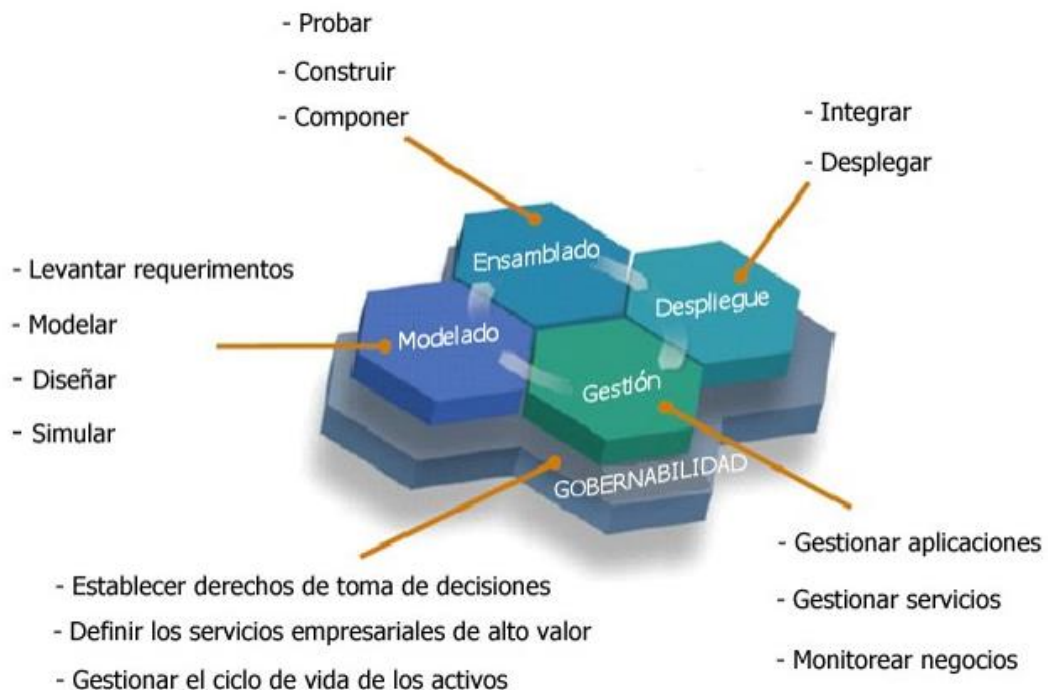 - Probar
- Construir
- Componer
- Integrar
- Desplegar
Ensamblado
Despliegue
- Levantar requerimentos
- Modelar
- Diseñar
- Simular
Modelado
Gestión
GOBERNABILIDAD
- Establecer derechos de toma de decisiones
- Definir los servicios empresariales de alto valor
- Gestionar el ciclo de vida de los activos
- Gestionar aplicaciones
- Gestionar servicios
- Monitorear negocios